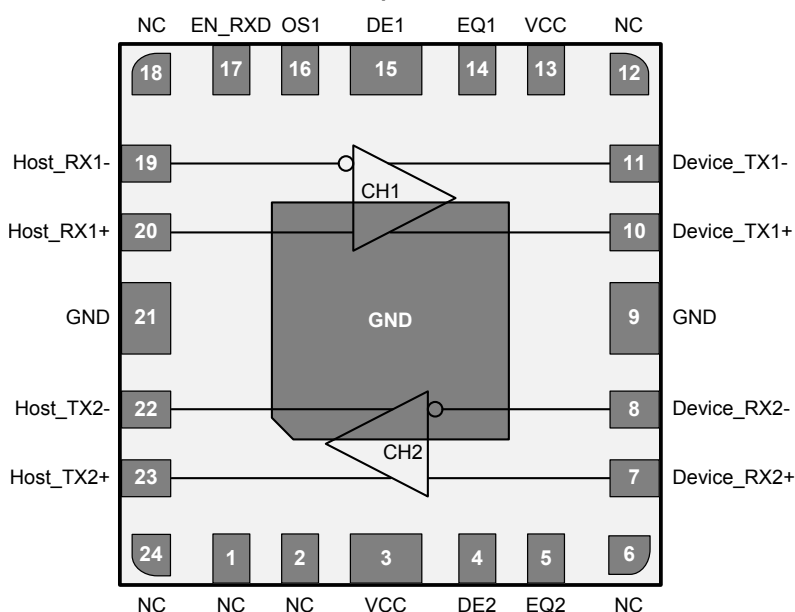 NC EN_RXD OS1 DE1 EQ1 VCC NC
18 17 16 15 14 13 12
Host_RX1- 19 11 Device_TX1-
CH1
Host_RX1+ 20 10 Device_TX1+
GND 21 GND 9 GND
Host_TX2- 22 8 Device_RX2-
CH2
Host_TX2+ 23 7 Device_RX2+
24 1 2 3 4 5 6
NC NC NC VCC DE2 EQ2 NC